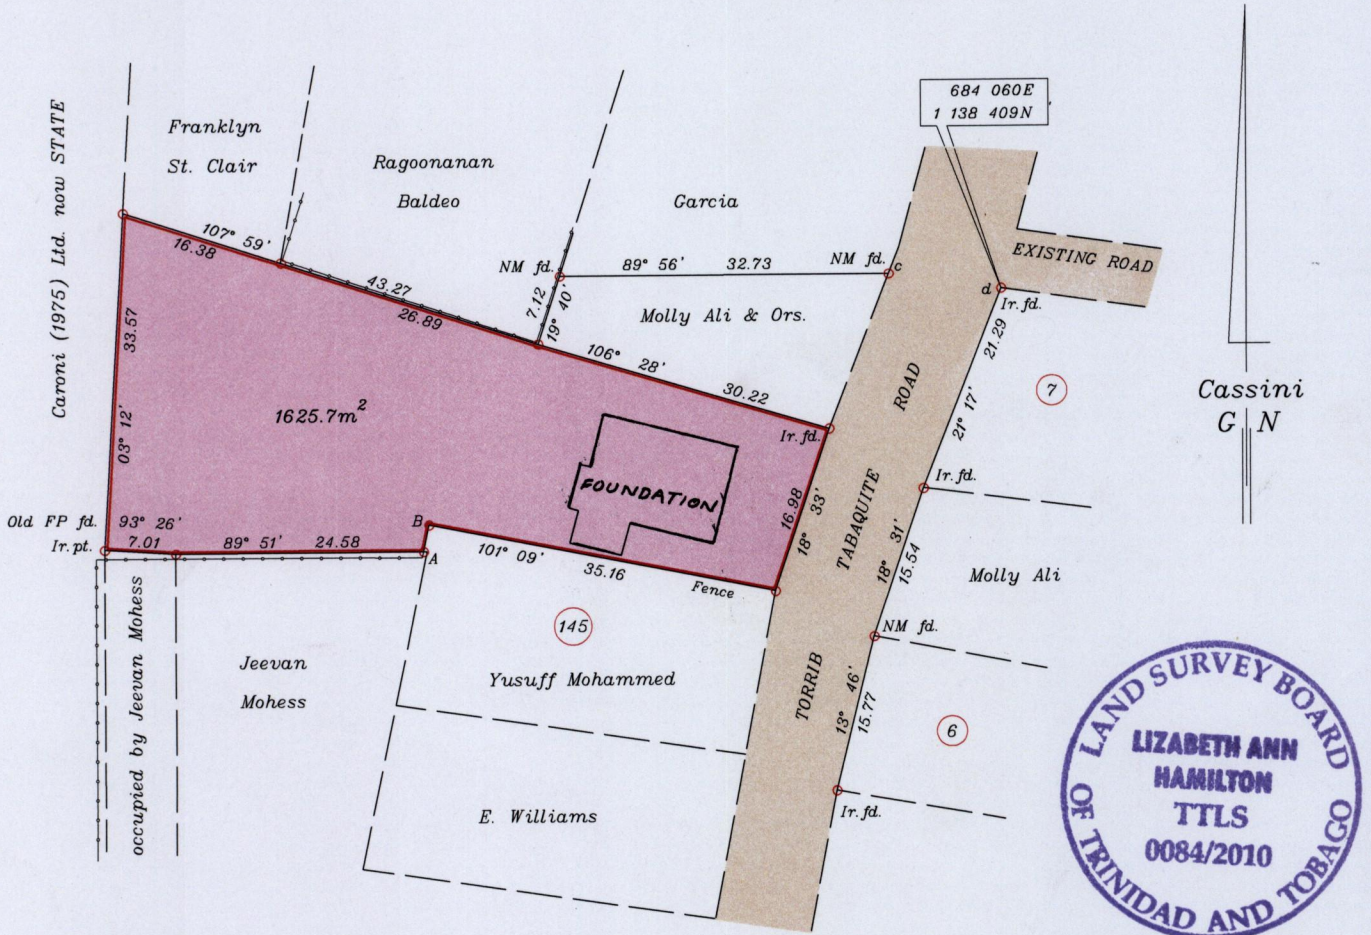 684 060E
1 138 409N
Caroni (1975) Ltd. now STATE
Franklyn
St. Clair
Ragoonanan
Baldeo
Garcia
107° 59'
16.38
43.27
26.89
NM fd.
89° 56' 32.73
NM fd.
c
d
Ir.fd.
EXISTING ROAD
7.12
19° 40'
Molly Ali & Ors.
106° 28'
30.22
Ir.fd.
33.57
03° 12'
1625.7m²
FOUNDATION
16.98
18° 33'
TORRIB TABAQUITE ROAD
21.29
21° 17'
7
Ir.fd.
18° 31'
15.54
Molly Ali
NM fd.
13° 46'
15.77
6
Ir.fd.
Cassini
G N
Old FP fd.
Ir.pt.
93° 26'
7.01
89° 51' 24.58
B
A
101° 09'
35.16
Fence
occupied by Jeevan Mohess
Jeevan
Mohess
145
Yusuff Mohammed
E. Williams
LAND SURVEY BOARD
OF TRINIDAD AND TOBAGO
LIZABETH ANN
HAMILTON
TTLS
0084/2010